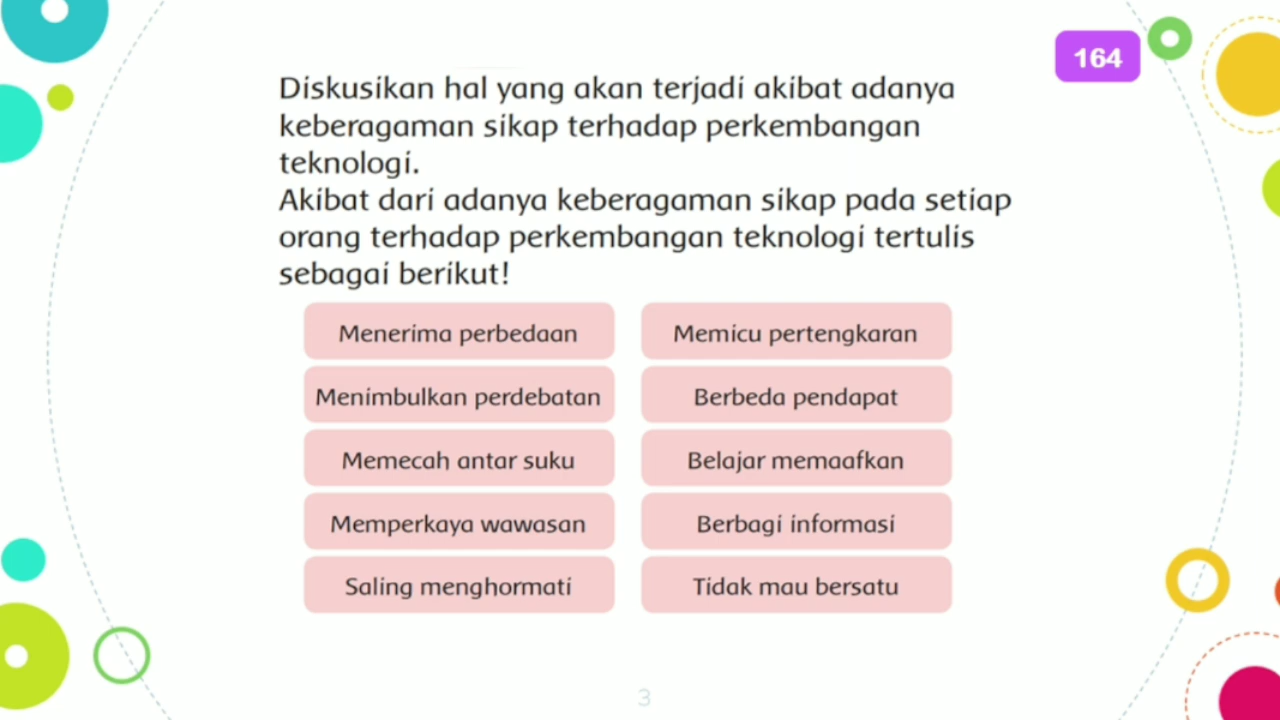 164
Diskusikan hal yang akan terjadi akibat adanya
keberagaman sikap terhadap perkembangan
teknologi.
Akibat dari adanya keberagaman sikap pada setiap
orang terhadap perkembangan teknologi tertulis
sebagai berikut!
Menerima perbedaan
Memicu pertengkaran
Menimbulkan perdebatan
Berbeda pendapat
Memecah antar suku
Belajar memaafkan
Memperkaya wawasan
Berbagi informasi
Saling menghormati
Tidak mau bersatu
3